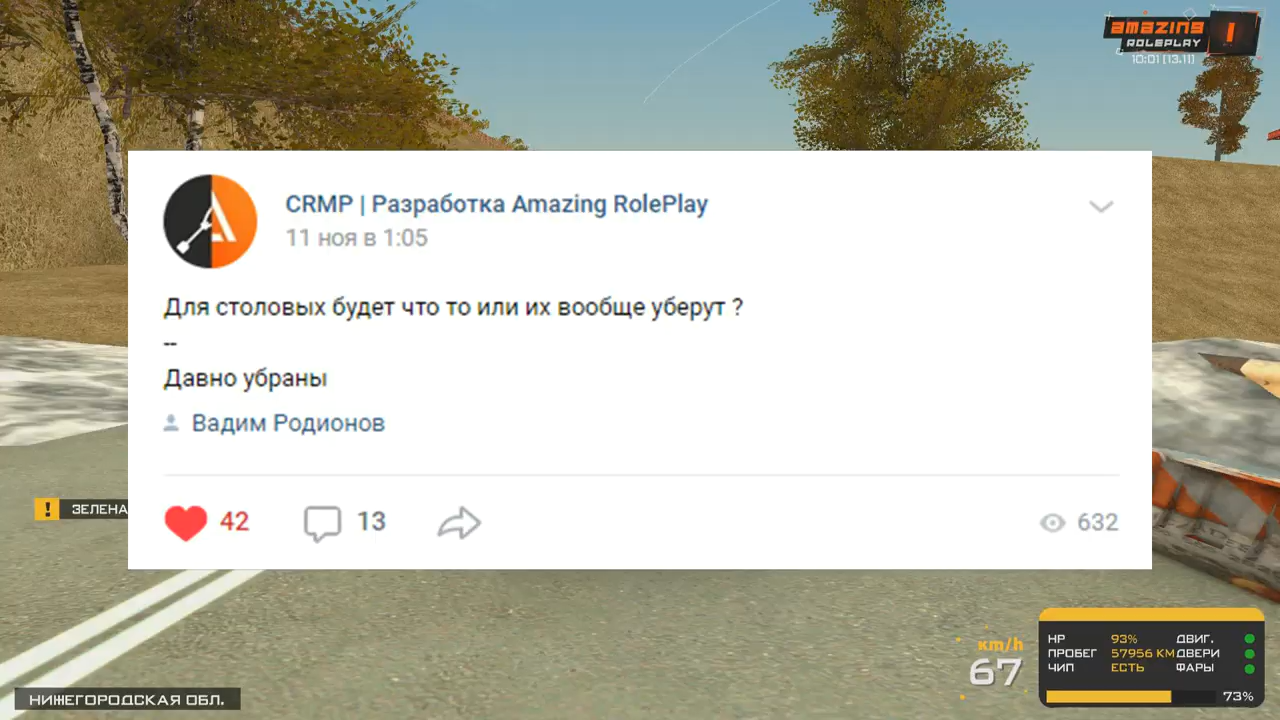 amazing
ROLEPLAY
10:01 [13.11]
CRMP | Разработка Amazing RolePlay
11 ноя в 1:05
Для столовых будет что то или их вообще уберут ?
--
Давно убраны
Вадим Родионов
42
13
632
! ЗЕЛЕНА
км/h
67
HP 93% ДВИГ.
ПРОБЕГ 57956 КМ ДВЕРИ
ЧИП ЕСТЬ ФАРЫ
73%
НИЖЕГОРОДСКАЯ ОБЛ.